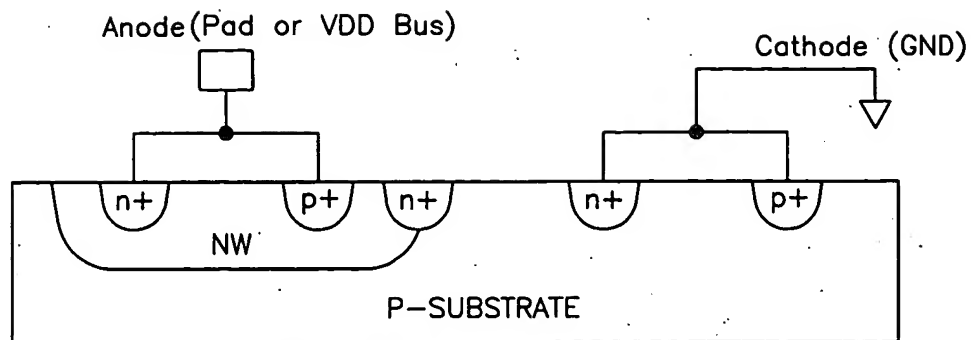 Anode(Pad or VDD Bus)
Cathode (GND)
n+ p+ n+ n+ p+
NW
P-SUBSTRATE